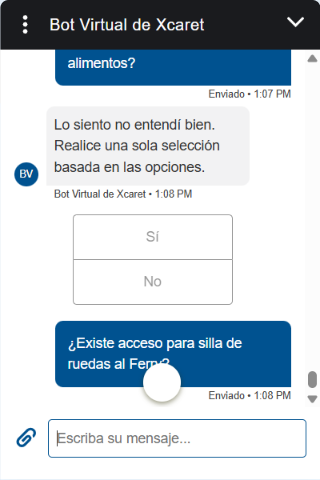 Bot Virtual de Xcaret
alimentos?
Enviado • 1:07 PM
Lo siento no entendí bien.
Realice una sola selección
basada en las opciones.
BV
Bot Virtual de Xcaret • 1:08 PM
Sí
No
¿Existe acceso para silla de
ruedas al Ferry?
Enviado • 1:08 PM
Escriba su mensaje...